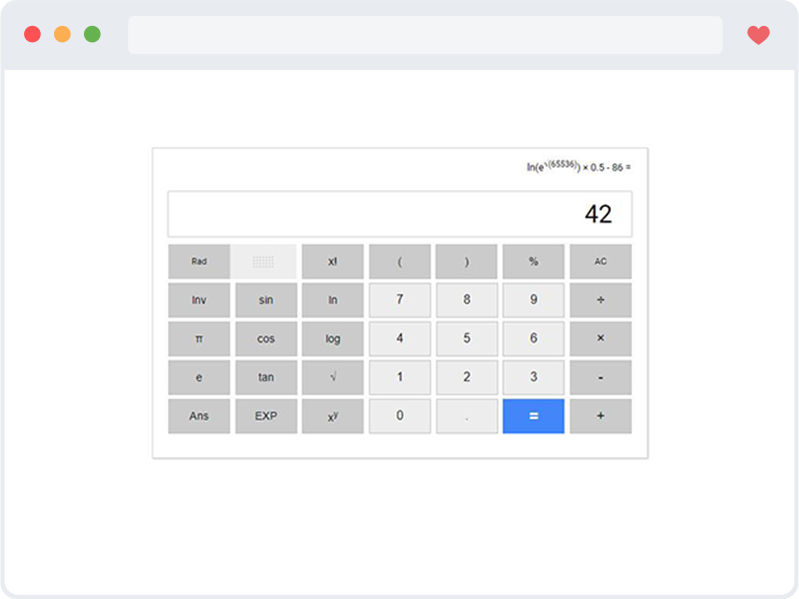 ln(e^√(65536)) × 0.5 - 86 =
42
Rad x! ( ) % AC
Inv sin ln 7 8 9 ÷
π cos log 4 5 6 ×
e tan √ 1 2 3 -
Ans EXP xʸ 0 . = +